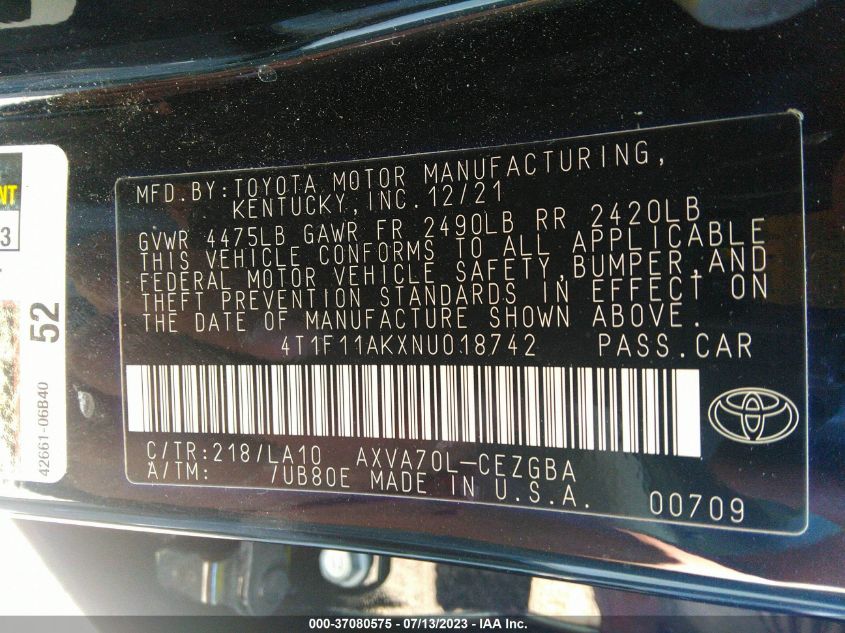 MFD.BY:TOYOTA MOTOR MANUFACTURING,
KENTUCKY,INC.12/21
GVWR 4475LB GAWR FR 2490LB RR 2420LB
THIS VEHICLE CONFORMS TO ALL APPLICABLE
FEDERAL MOTOR VEHICLE SAFETY,BUMPER,AND
THEFT PREVENTION STANDARDS IN EFFECT ON
THE DATE OF MANUFACTURE SHOWN ABOVE.
4T1F11AKXNU018742 PASS.CAR
C/TR:218/LA10 AXVA70L-CEZGBA
A/TM: 7UB80E MADE IN U.S.A.
00709
NT
3
52
42661-06B40
000-37080575 / 07/13/2023 - IAA Inc.